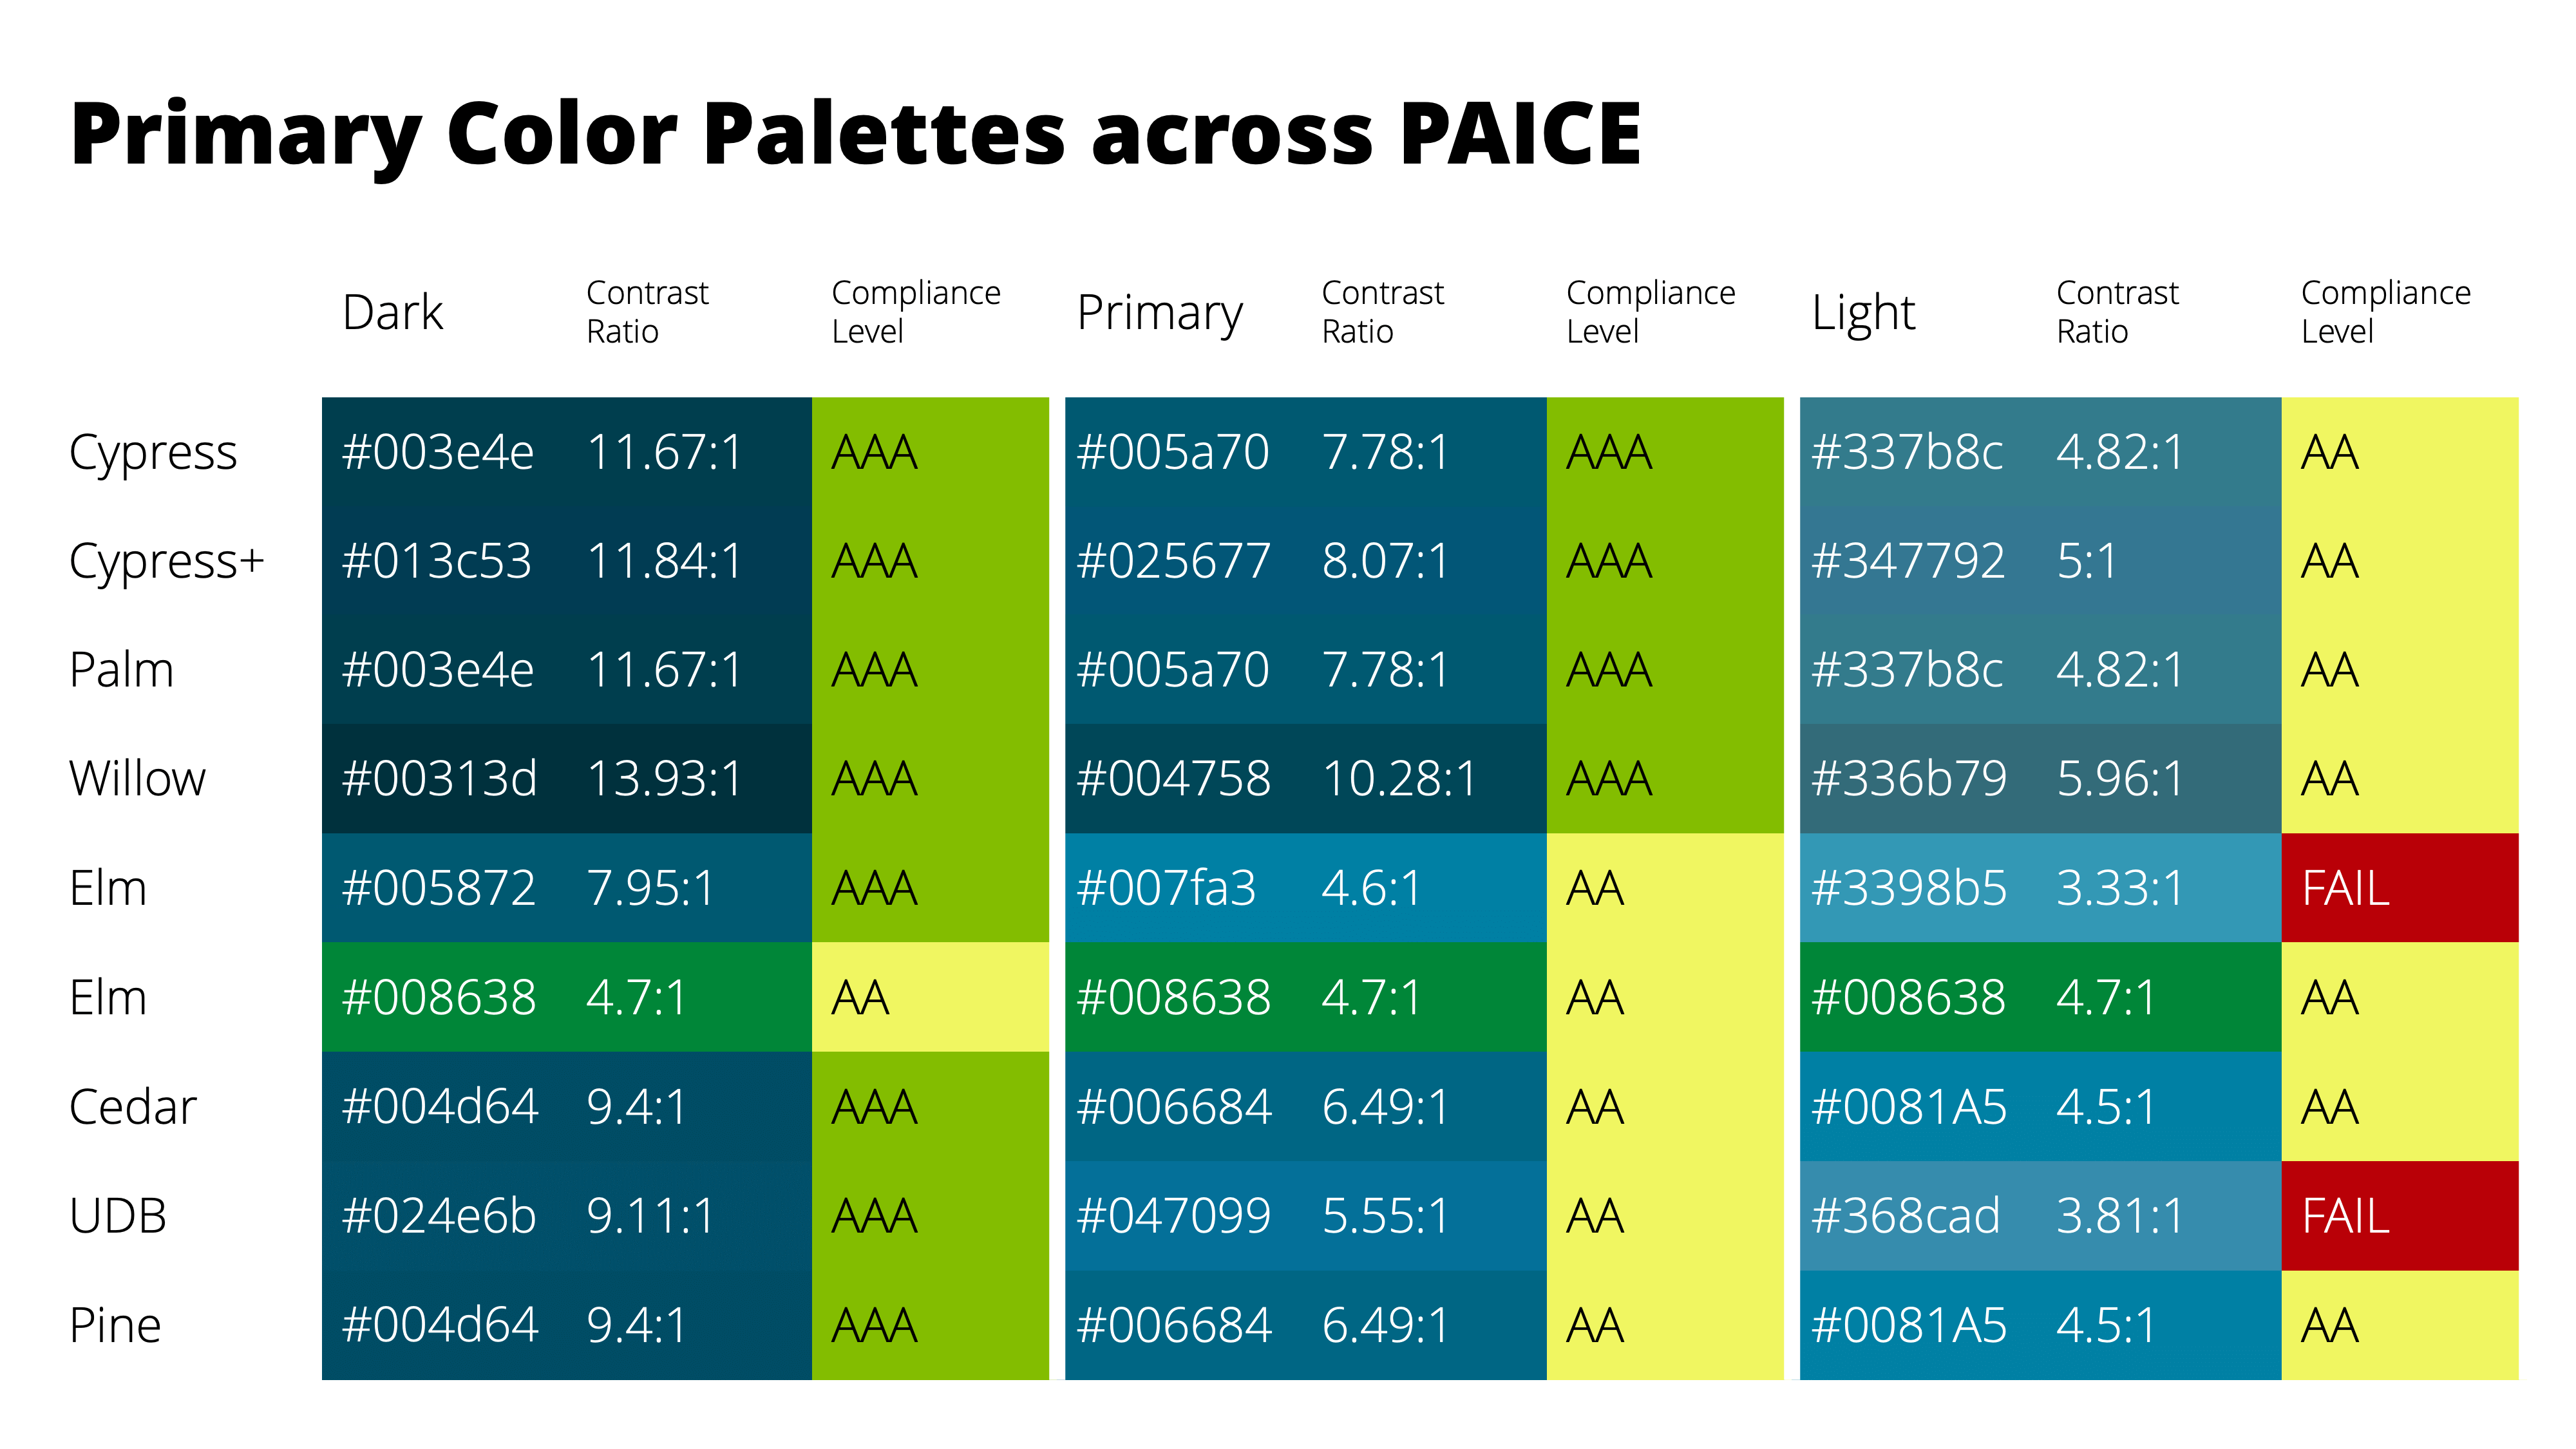 Primary Color Palettes across PAICE
Dark Contrast Ratio Compliance Level Primary Contrast Ratio Compliance Level Light Contrast Ratio Compliance Level
Cypress #003e4e 11.67:1 AAA #005a70 7.78:1 AAA #337b8c 4.82:1 AA
Cypress+ #013c53 11.84:1 AAA #025677 8.07:1 AAA #347792 5:1 AA
Palm #003e4e 11.67:1 AAA #005a70 7.78:1 AAA #337b8c 4.82:1 AA
Willow #00313d 13.93:1 AAA #004758 10.28:1 AAA #336b79 5.96:1 AA
Elm #005872 7.95:1 AAA #007fa3 4.6:1 AA #3398b5 3.33:1 FAIL
Elm #008638 4.7:1 AA #008638 4.7:1 AA #008638 4.7:1 AA
Cedar #004d64 9.4:1 AAA #006684 6.49:1 AA #0081A5 4.5:1 AA
UDB #024e6b 9.11:1 AAA #047099 5.55:1 AA #368cad 3.81:1 FAIL
Pine #004d64 9.4:1 AAA #006684 6.49:1 AA #0081A5 4.5:1 AA